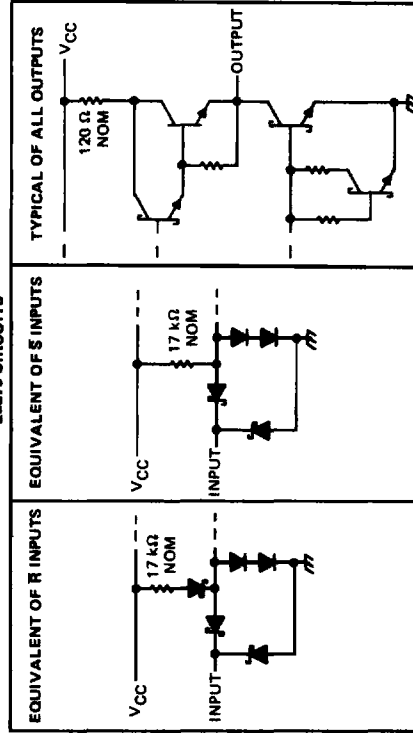 EQUIVALENT OF R̄ INPUTS
VCC
17 kΩ
NOM
INPUT
EQUIVALENT OF S̄ INPUTS
VCC
17 kΩ
NOM
INPUT
TYPICAL OF ALL OUTPUTS
VCC
120 Ω
NOM
OUTPUT